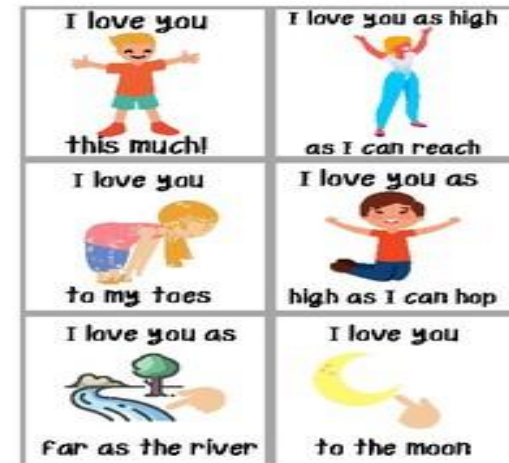 I love you
this much!
I love you as high
as I can reach
I love you
to my toes
I love you as
high as I can hop
I love you as
far as the river
I love you
to the moon